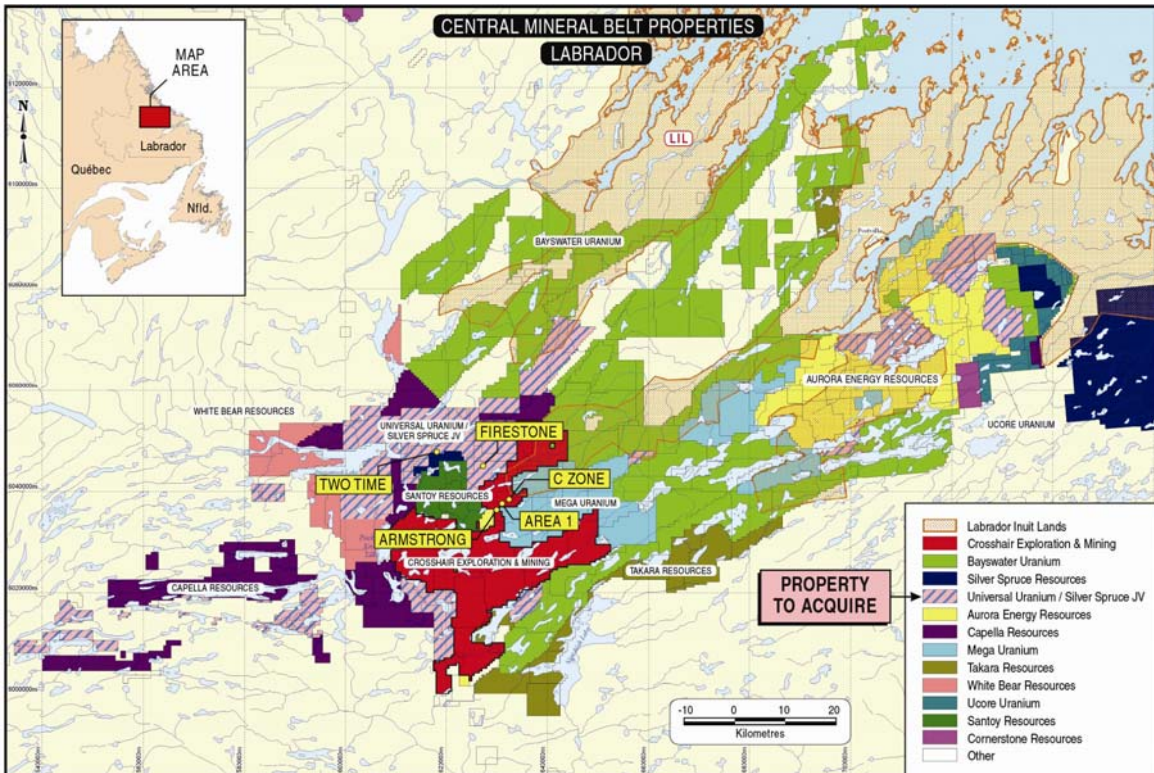 CENTRAL MINERAL BELT PROPERTIES
LABRADOR
MAP
AREA
N
Labrador
Québec
Nfld.
LIL
BAYSWATER URANIUM
AURORA ENERGY RESOURCES
WHITE BEAR RESOURCES
UNIVERSAL URANIUM /
SILVER SPRUCE JV
FIRESTONE
UCORE URANIUM
TWO TIME
C ZONE
SANTOY RESOURCES
MEGA URANIUM
AREA 1
ARMSTRONG
CROSSHAIR EXPLORATION & MINING
TAKARA RESOURCES
CAPELLA RESOURCES
PROPERTY
TO ACQUIRE
Labrador Inuit Lands
Crosshair Exploration & Mining
Bayswater Uranium
Silver Spruce Resources
Universal Uranium / Silver Spruce JV
Aurora Energy Resources
Capella Resources
Mega Uranium
Takara Resources
White Bear Resources
Ucore Uranium
Santoy Resources
Cornerstone Resources
Other
-10 0 10 20
Kilometres